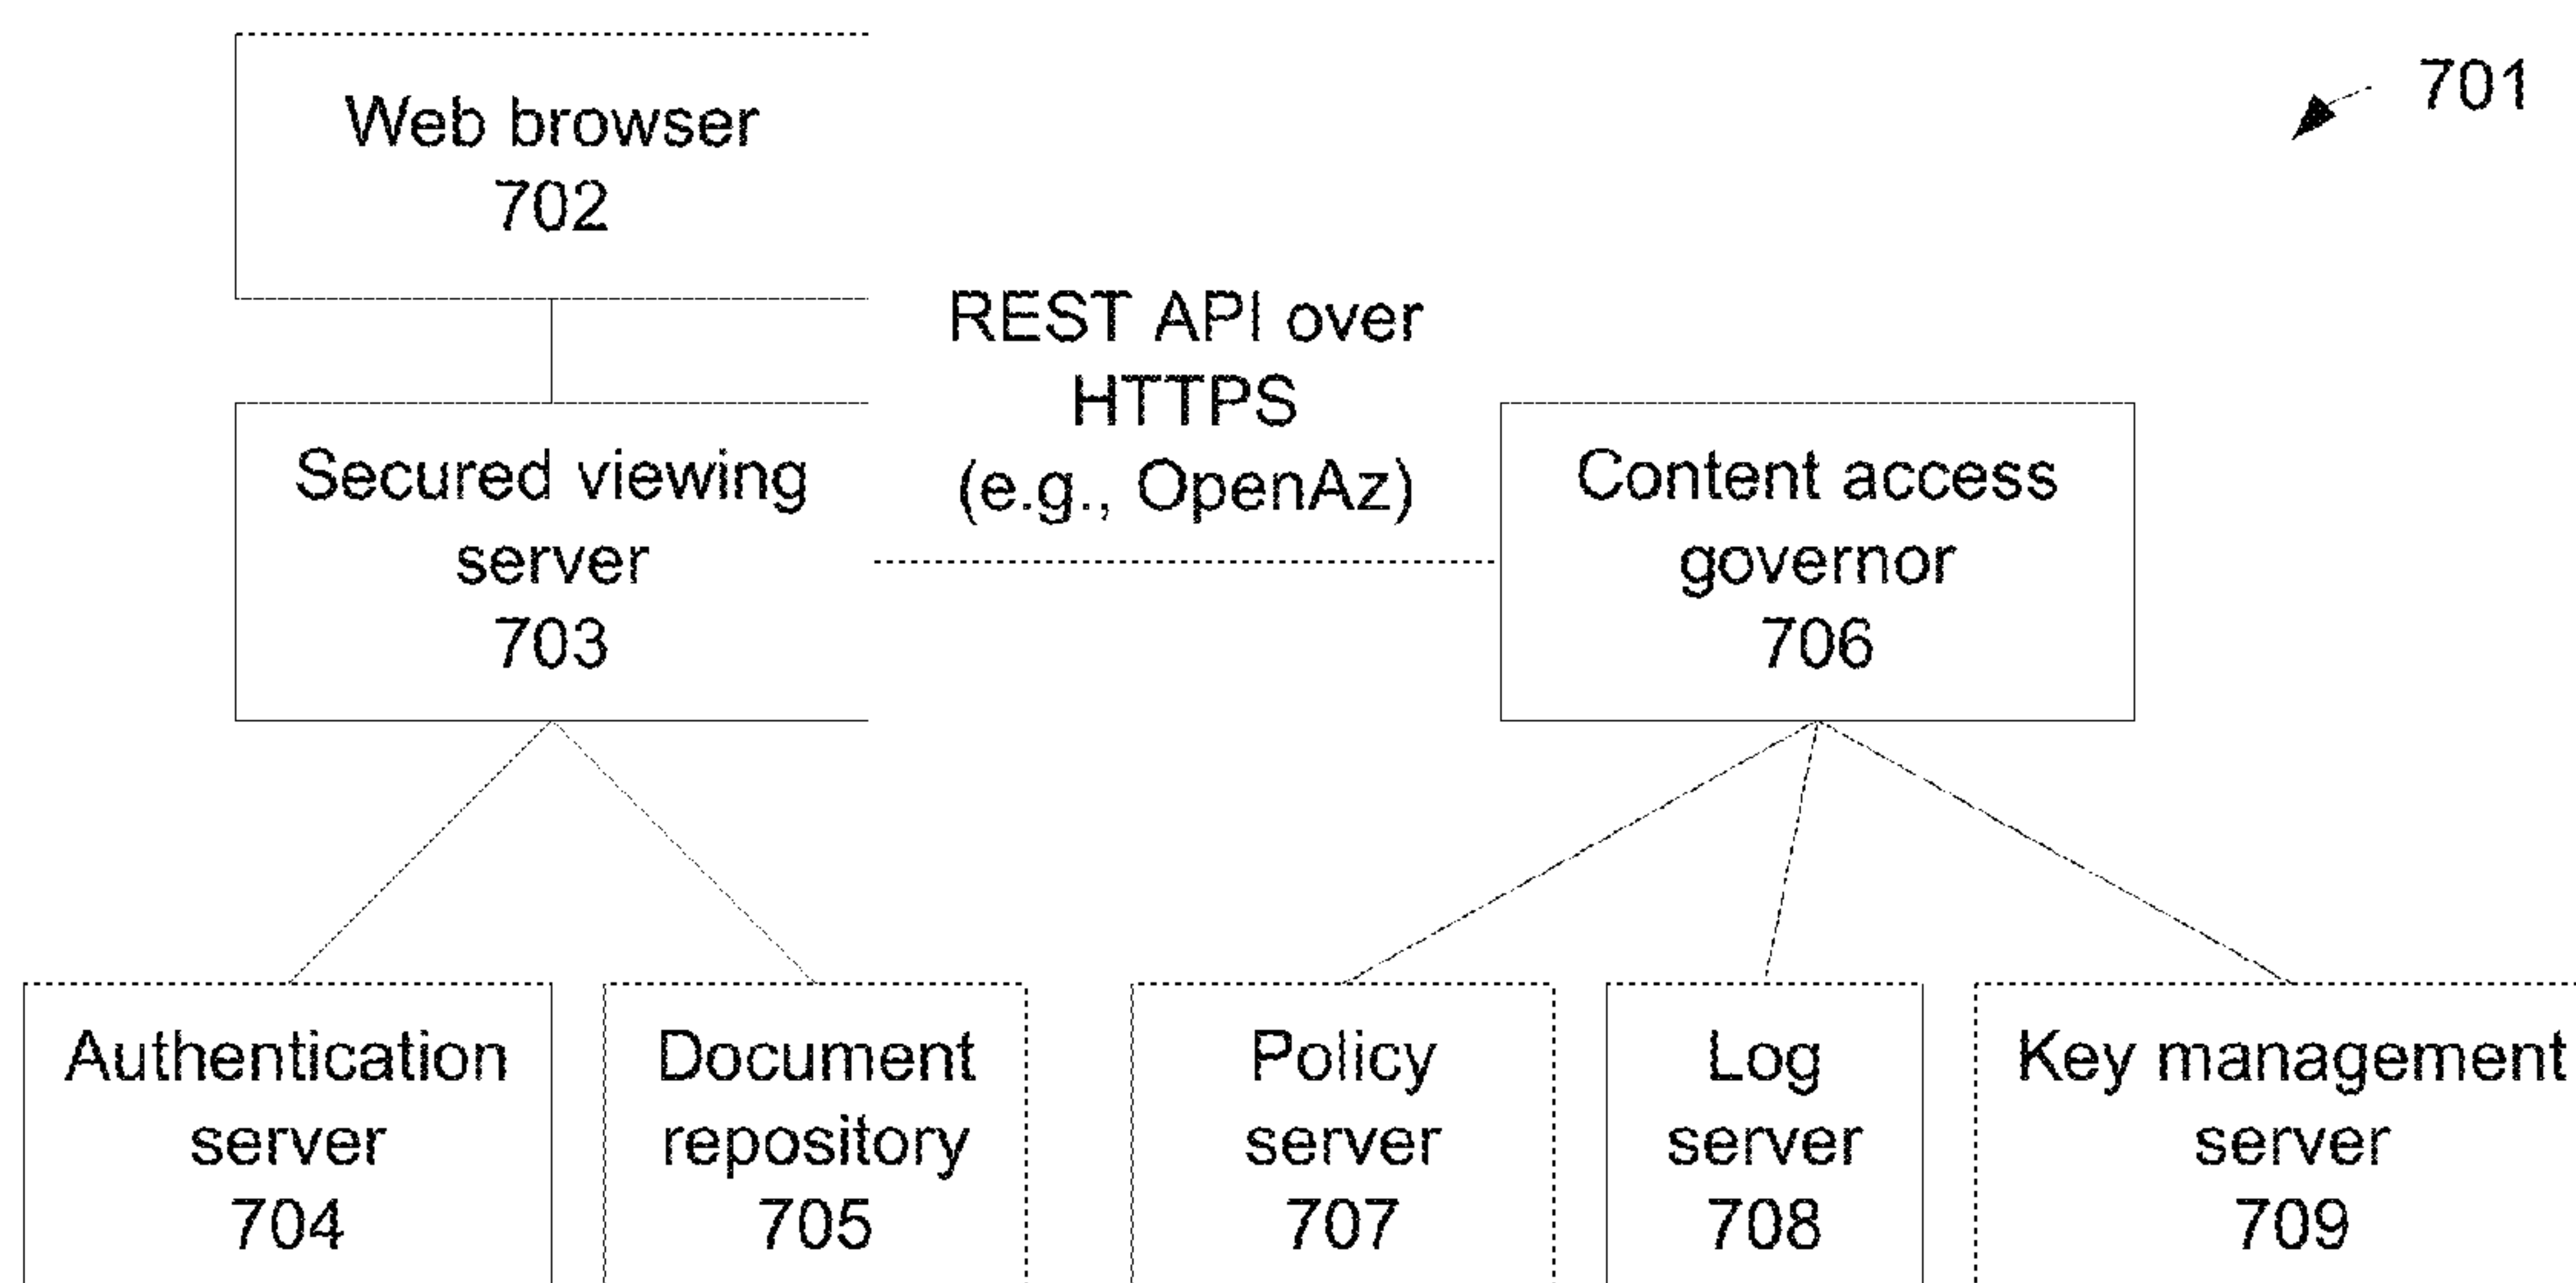 701
Web browser
702
REST API over
HTTPS
(e.g., OpenAz)
Secured viewing
server
703
Content access
governor
706
Authentication
server
704
Document
repository
705
Policy
server
707
Log
server
708
Key management
server
709